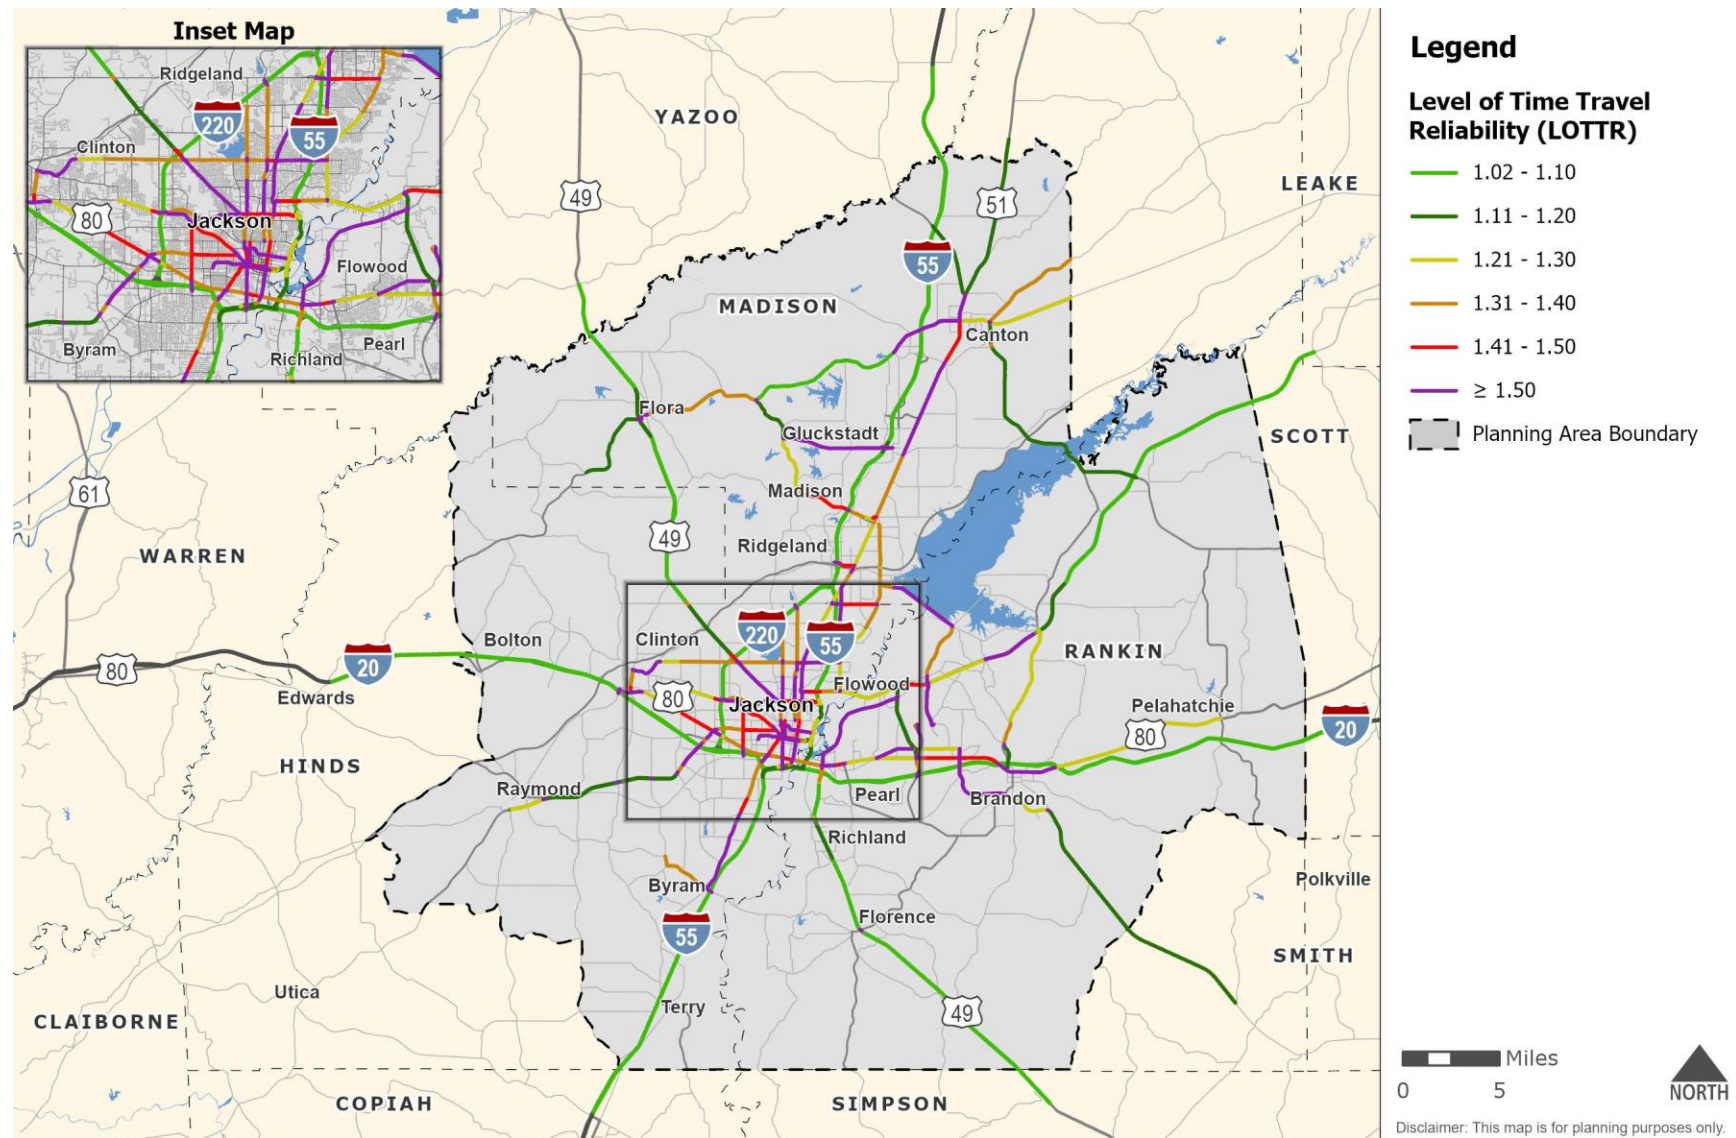 Inset Map
Ridgeland
220
55
Clinton
80
Jackson
Flowood
Byram
Pearl
Richland
YAZOO
LEAKE
49
51
55
MADISON
Canton
Flora
Gluckstadt
SCOTT
61
Madison
49
Ridgeland
WARREN
Bolton
Clinton
220
55
RANKIN
80
20
Edwards
80
Flowood
Jackson
Pelahatchie
80
20
HINDS
Raymond
Pearl
Brandon
Richland
Byram
Polkville
55
Florence
SMITH
Utica
Terry
49
CLAIBORNE
COPIAH
SIMPSON
Legend
Level of Time Travel
Reliability (LOTTR)
1.02 - 1.10
1.11 - 1.20
1.21 - 1.30
1.31 - 1.40
1.41 - 1.50
≥ 1.50
Planning Area Boundary
Miles
0 5
NORTH
Disclaimer: This map is for planning purposes only.